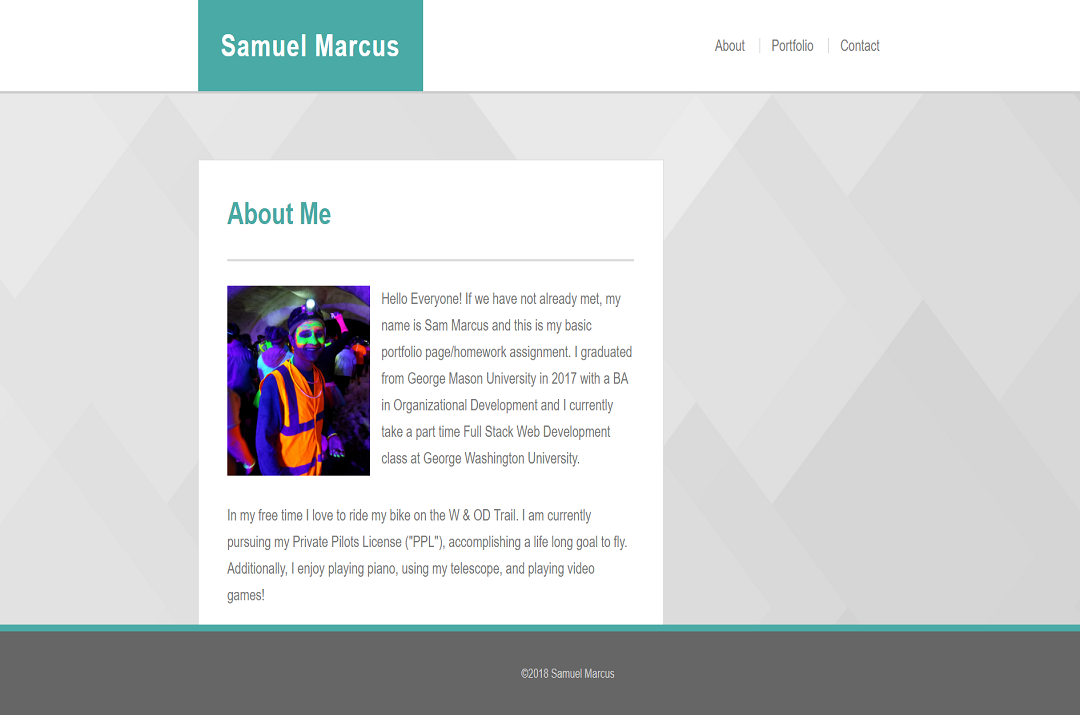 Samuel Marcus
About
Portfolio
Contact
About Me
Hello Everyone! If we have not already met, my
name is Sam Marcus and this is my basic
portfolio page/homework assignment. I graduated
from George Mason University in 2017 with a BA
in Organizational Development and I currently
take a part time Full Stack Web Development
class at George Washington University.
In my free time I love to ride my bike on the W & OD Trail. I am currently
pursuing my Private Pilots License ("PPL"), accomplishing a life long goal to fly.
Additionally, I enjoy playing piano, using my telescope, and playing video
games!
©2018 Samuel Marcus